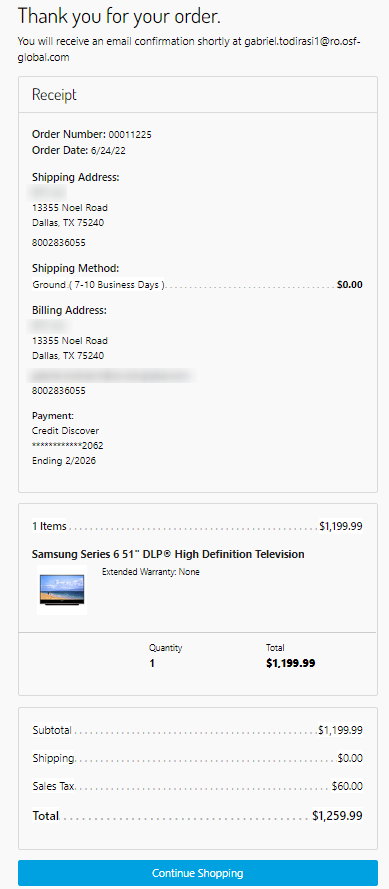 Thank you for your order.
You will receive an email confirmation shortly at gabriel.todirasi1@ro.osf-
global.com
Receipt
Order Number: 00011225
Order Date: 6/24/22
Shipping Address:
13355 Noel Road
Dallas, TX 75240
8002836055
Shipping Method:
Ground ( 7-10 Business Days ) $0.00
Billing Address:
13355 Noel Road
Dallas, TX 75240
8002836055
Payment:
Credit Discover
************2062
Ending 2/2026
1 Items $1,199.99
Samsung Series 6 51" DLP® High Definition Television
Extended Warranty: None
Quantity Total
1 $1,199.99
Subtotal $1,199.99
Shipping $0.00
Sales Tax $60.00
Total $1,259.99
Continue Shopping